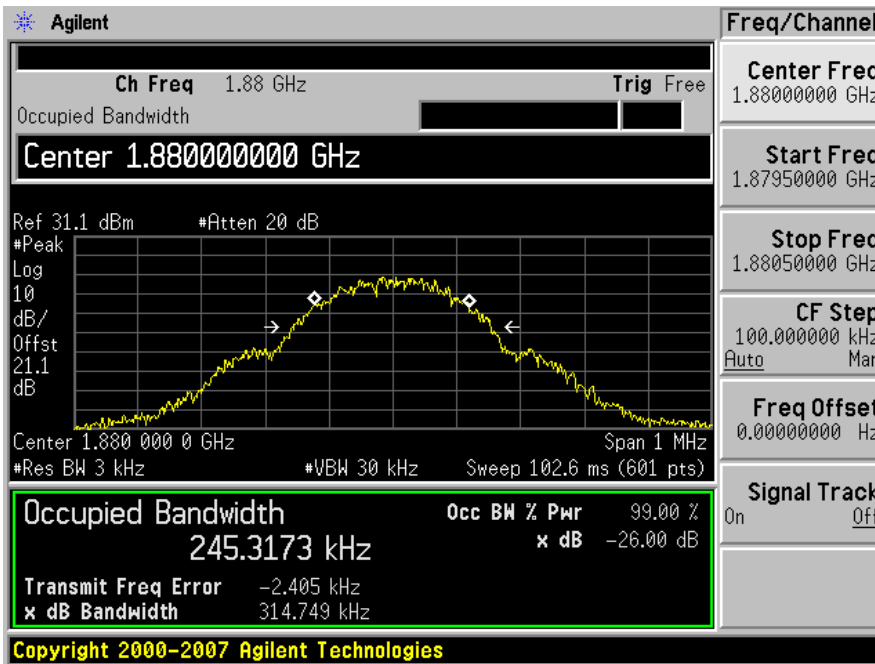 Agilent
Freq/Channel
Ch Freq 1.88 GHz Trig Free
Occupied Bandwidth
Center 1.880000000 GHz
Center Freq
1.88000000 GHz
Start Freq
1.87950000 GHz
Stop Freq
1.88050000 GHz
CF Step
100.000000 kHz
Auto Man
Freq Offset
0.00000000 Hz
Signal Track
On Off
Ref 31.1 dBm #Atten 20 dB
#Peak
Log
10
dB/
Offst
21.1
dB
Center 1.880 000 0 GHz Span 1 MHz
#Res BW 3 kHz #VBW 30 kHz Sweep 102.6 ms (601 pts)
Occupied Bandwidth
245.3173 kHz
Occ BW % Pwr 99.00 %
x dB -26.00 dB
Transmit Freq Error -2.405 kHz
x dB Bandwidth 314.749 kHz
Copyright 2000-2007 Agilent Technologies